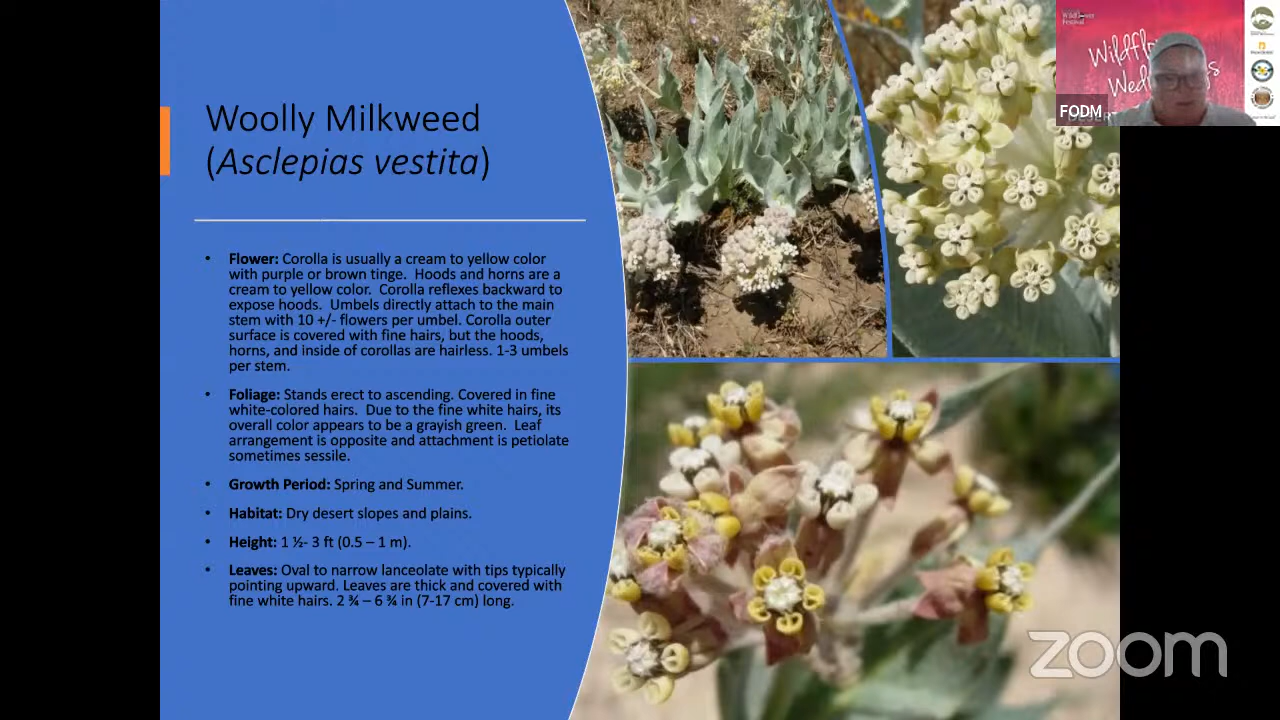 Woolly Milkweed
(Asclepias vestita)
• Flower: Corolla is usually a cream to yellow color
with purple or brown tinge. Hoods and horns are a
cream to yellow color. Corolla reflexes backward to
expose hoods. Umbels directly attach to the main
stem with 10 +/- flowers per umbel. Corolla outer
surface is covered with fine hairs, but the hoods,
horns, and inside of corollas are hairless. 1-3 umbels
per stem.
• Foliage: Stands erect to ascending. Covered in fine
white-colored hairs. Due to the fine white hairs, its
overall color appears to be a grayish green. Leaf
arrangement is opposite and attachment is petiolate
sometimes sessile.
• Growth Period: Spring and Summer.
• Habitat: Dry desert slopes and plains.
• Height: 1 ½- 3 ft (0.5 – 1 m).
• Leaves: Oval to narrow lanceolate with tips typically
pointing upward. Leaves are thick and covered with
fine white hairs. 2 ¾ – 6 ¾ in (7-17 cm) long.
Wildflower
Festival
FODM
zoom